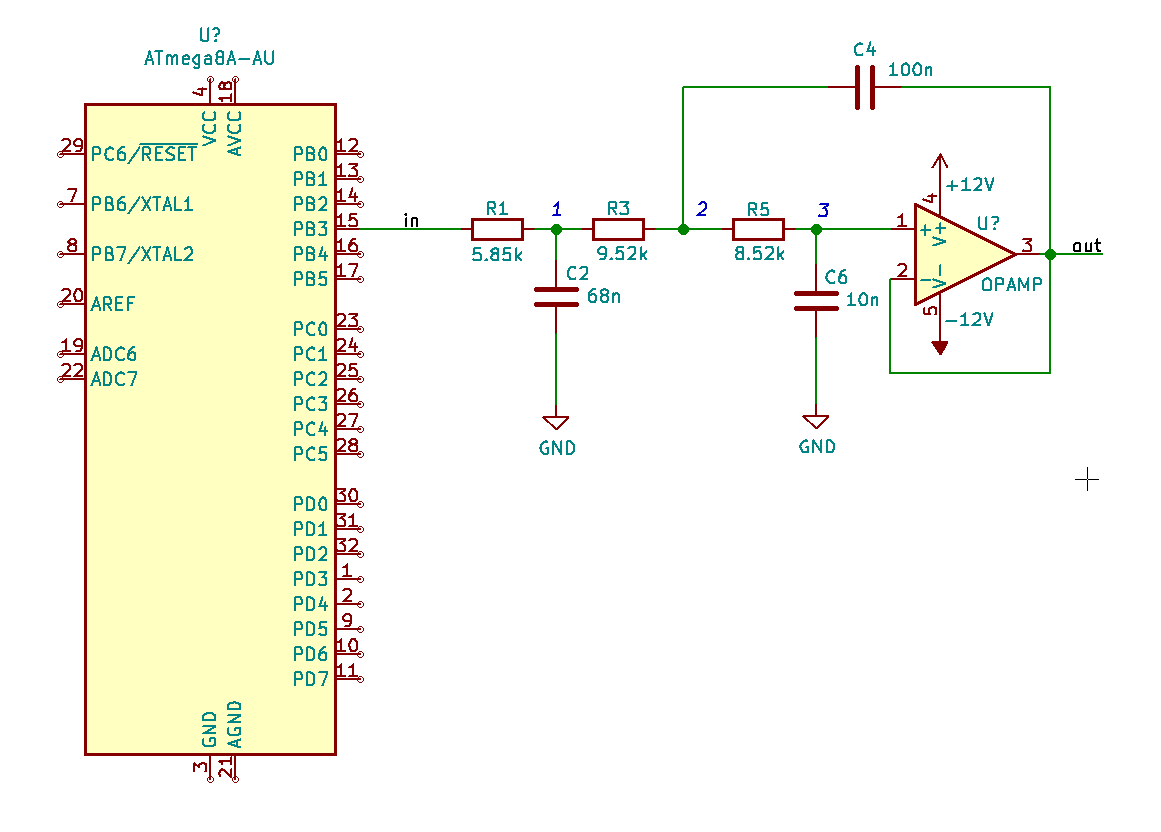 U?
ATmega8A-AU
4
18
VCC
AVCC
29
PC6/RESET
7
PB6/XTAL1
8
PB7/XTAL2
20
AREF
19
ADC6
22
ADC7
PB0
12
PB1
13
PB2
14
PB3
15
PB4
16
PB5
17
PC0
23
PC1
24
PC2
25
PC3
26
PC4
27
PC5
28
PD0
30
PD1
31
PD2
32
PD3
1
PD4
2
PD5
9
PD6
10
PD7
11
GND
AGND
3
21
in
R1
5.85k
1
C2
68n
GND
R3
9.52k
2
R5
8.52k
3
C6
10n
GND
C4
100n
+12V
4
U?
1
+
V+
2
-
V-
3
OPAMP
5
-12V
out